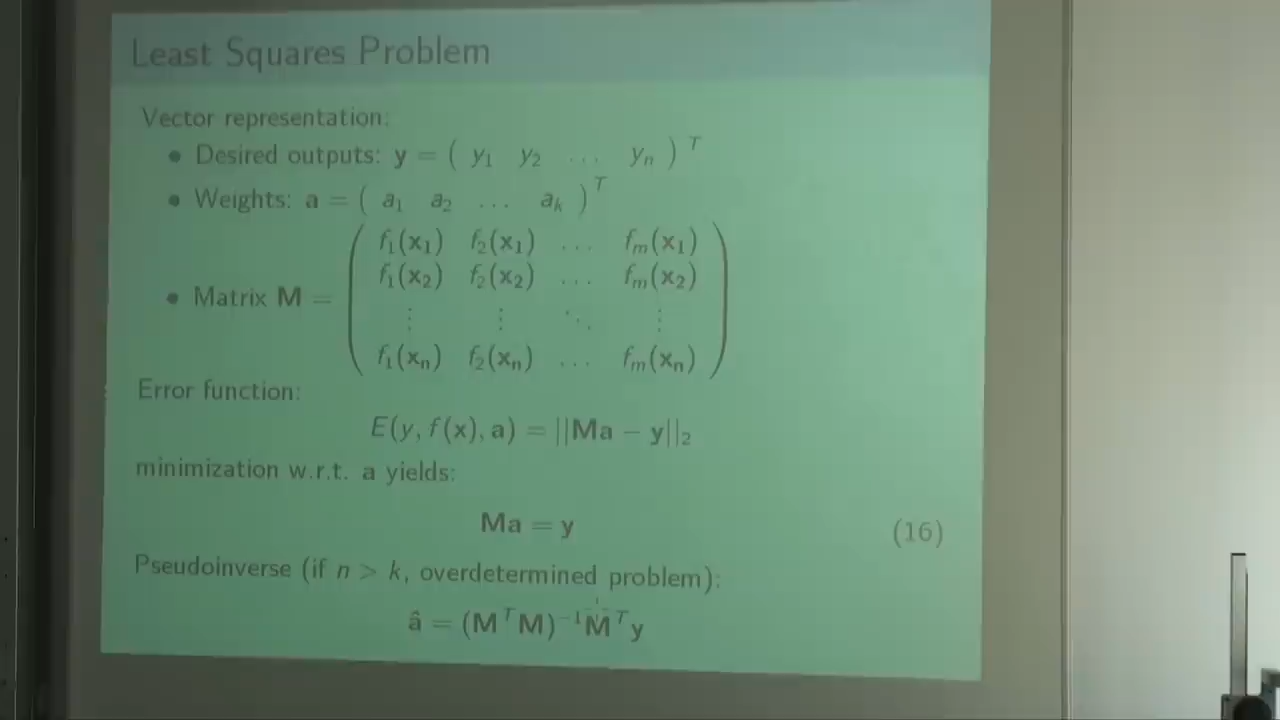 Least Squares Problem
Vector representation:
• Desired outputs: y = ( y₁ y₂ ... yₙ )ᵀ
• Weights: a = ( a₁ a₂ ... aₖ )ᵀ
• Matrix M = ( f₁(x₁) f₂(x₁) ... fₘ(x₁)
f₁(x₂) f₂(x₂) ... fₘ(x₂)
⋮ ⋮ ⋱ ⋮
f₁(xₙ) f₂(xₙ) ... fₘ(xₙ) )
Error function:
E(y, f(x), a) = ||Ma − y||₂
minimization w.r.t. a yields:
Ma = y (16)
Pseudoinverse (if n > k, overdetermined problem):
â = (MᵀM)⁻¹Mᵀy